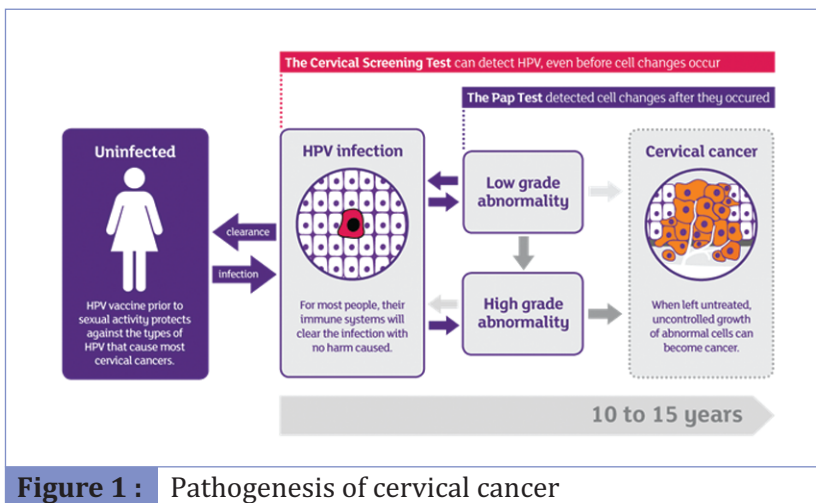 The Cervical Screening Test can detect HPV, even before cell changes occur
The Pap Test detected cell changes after they occured
Uninfected
HPV vaccine prior to
sexual activity protects
against the types of
HPV that cause most
cervical cancers.
clearance
infection
HPV infection
For most people, their
immune systems will
clear the infection with
no harm caused.
Low grade
abnormality
High grade
abnormality
Cervical cancer
When left untreated,
uncontrolled growth
of abnormal cells can
become cancer.
10 to 15 years
Figure 1 : Pathogenesis of cervical cancer